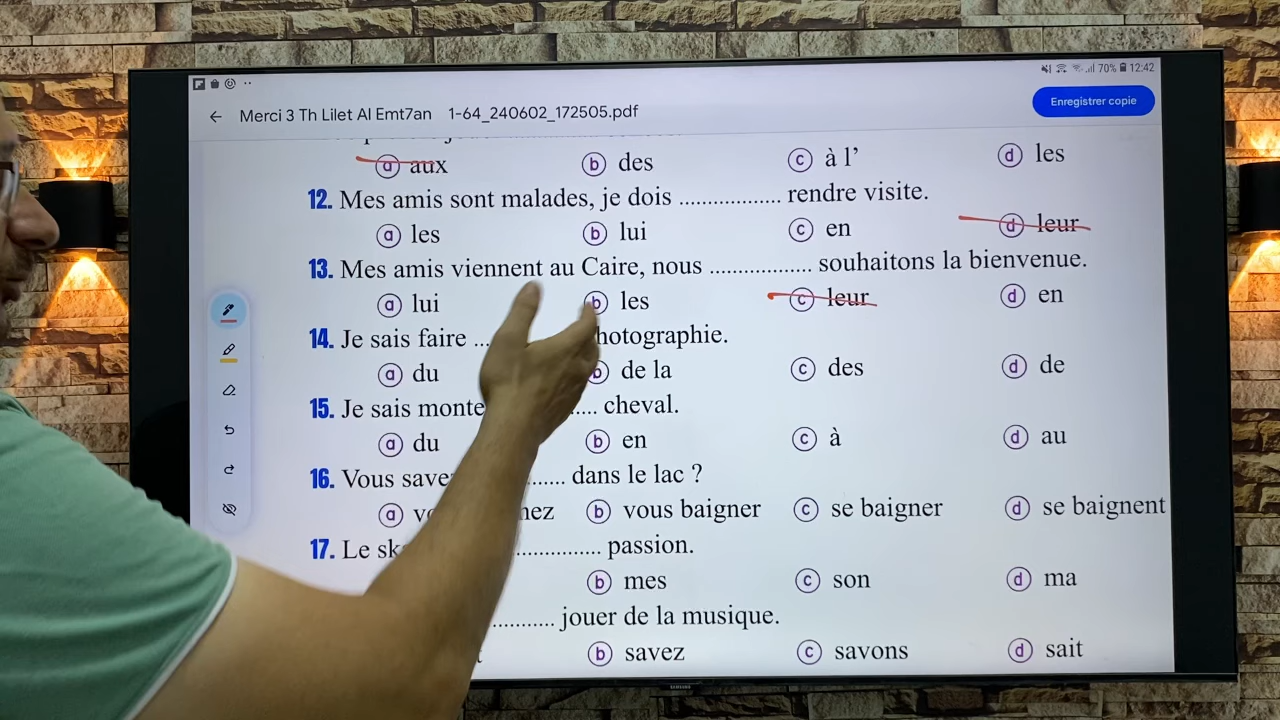 70% 12:42
← Merci 3 Th Lilet Al Emt7an 1-64_240602_172505.pdf Enregistrer copie
a aux b des c à l’ d les
12. Mes amis sont malades, je dois .................. rendre visite.
a les b lui c en d leur
13. Mes amis viennent au Caire, nous .................. souhaitons la bienvenue.
a lui b les c leur d en
14. Je sais faire ... hotographie.
a du b de la c des d de
15. Je sais monte .... cheval.
a du b en c à d au
16. Vous save ...... dans le lac ?
a nez b vous baigner c se baigner d se baignent
17. Le sk ............... passion.
b mes c son d ma
........... jouer de la musique.
b savez c savons d sait
SAMSUNG